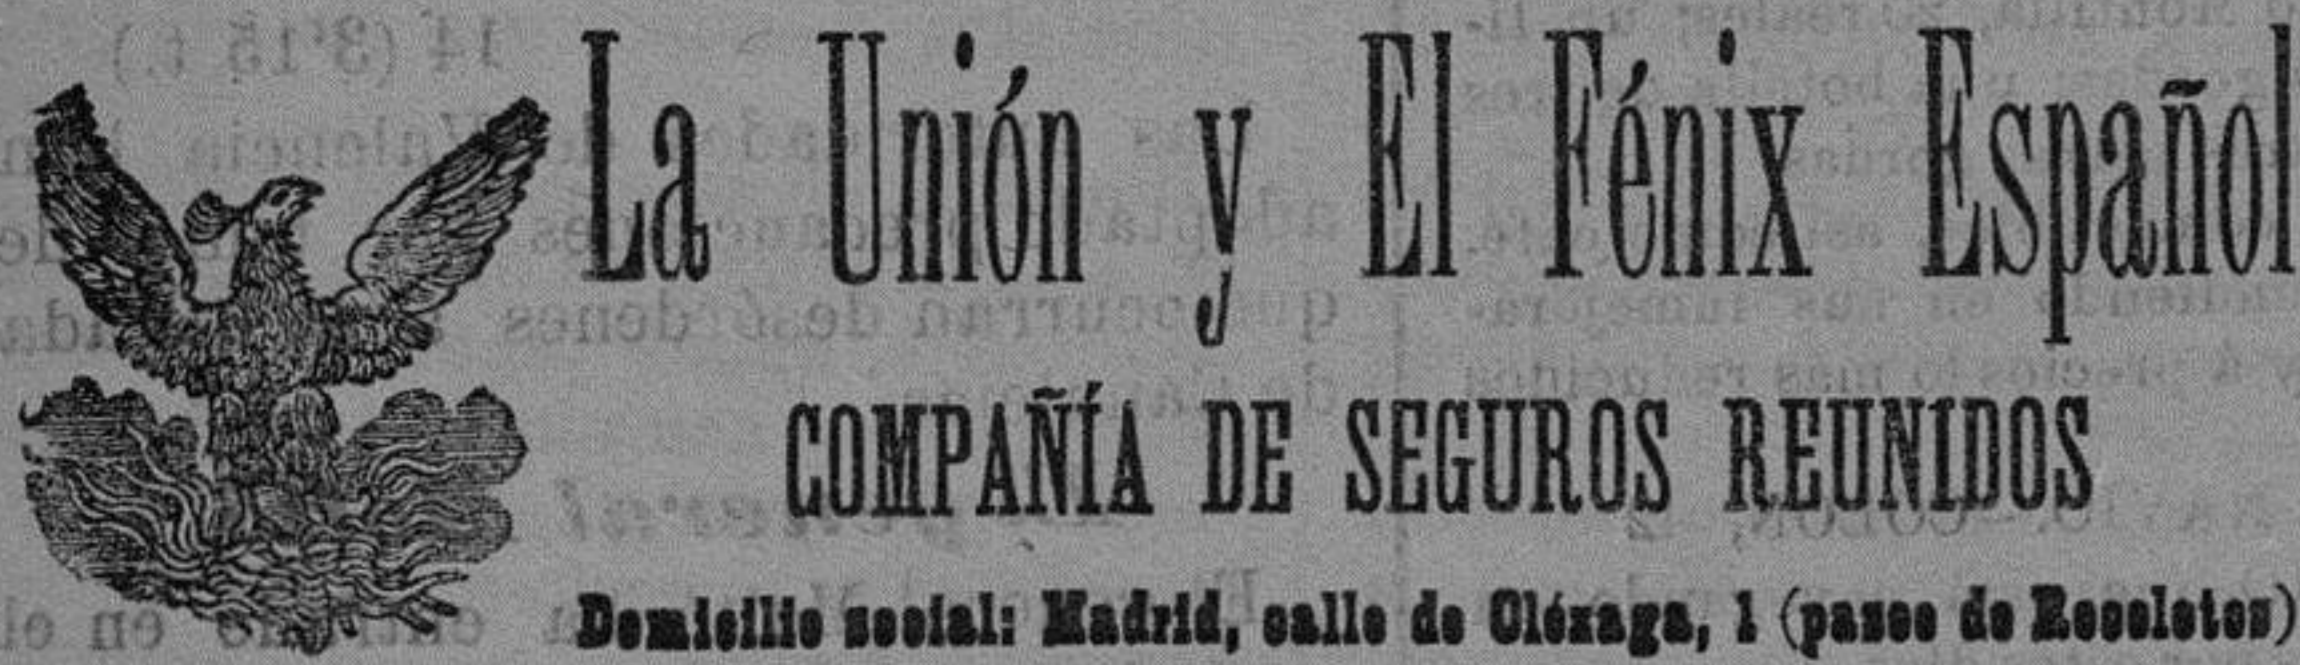 La Unión y El Fénix Español
COMPAÑÍA DE SEGUROS REUNIDOS
Domicilio social: Madrid, calle de Olózaga, 1 (paseo de Recoletos)